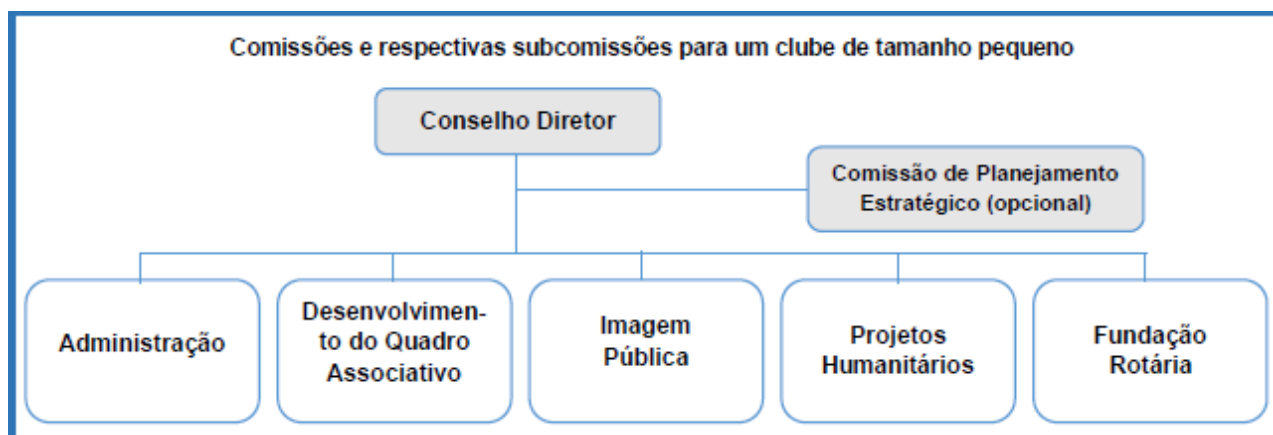 Comissões e respectivas subcomissões para um clube de tamanho pequeno
Conselho Diretor
Comissão de Planejamento
Estratégico (opcional)
Administração
Desenvolvimen-
to do Quadro
Associativo
Imagem
Pública
Projetos
Humanitários
Fundação
Rotária